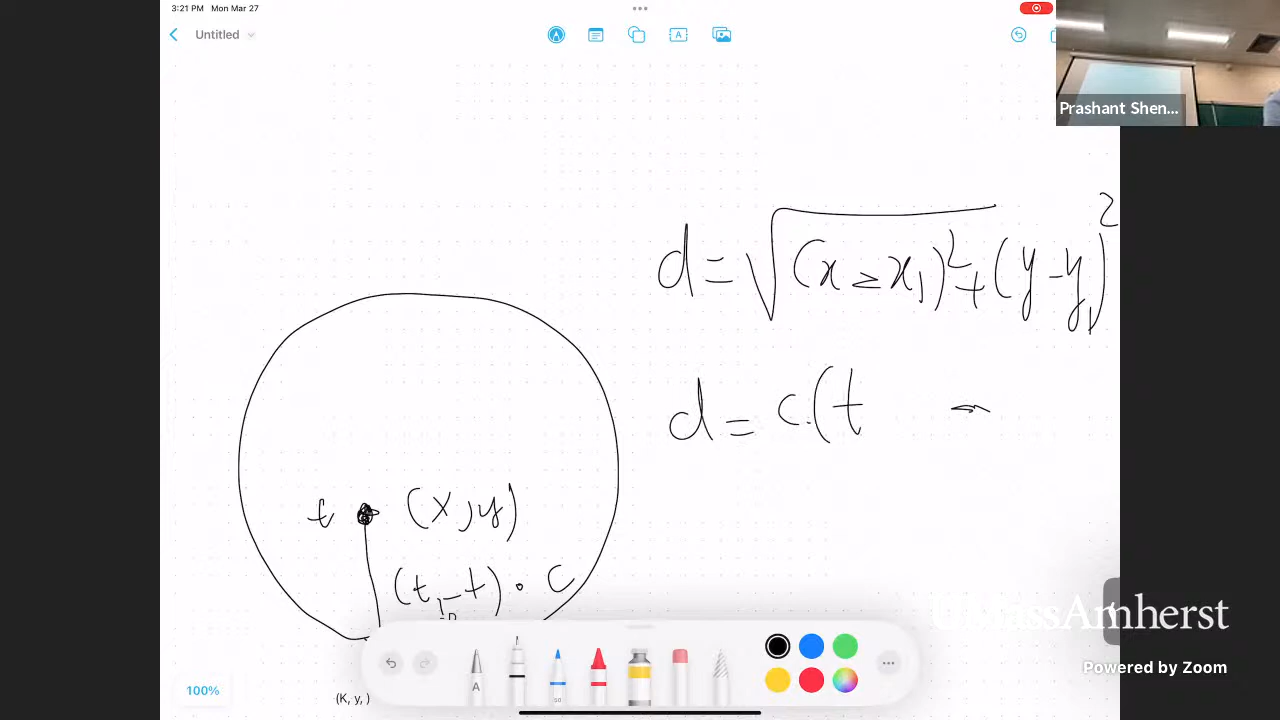 3:21 PM Mon Mar 27
Untitled
Prashant Shen...
d = √(x - x₁)² + (y - y₁)²
d = c.(t -
t (x, y)
(t₁ - t) • c
(K, y, )
100%
UMassAmherst
Powered by Zoom